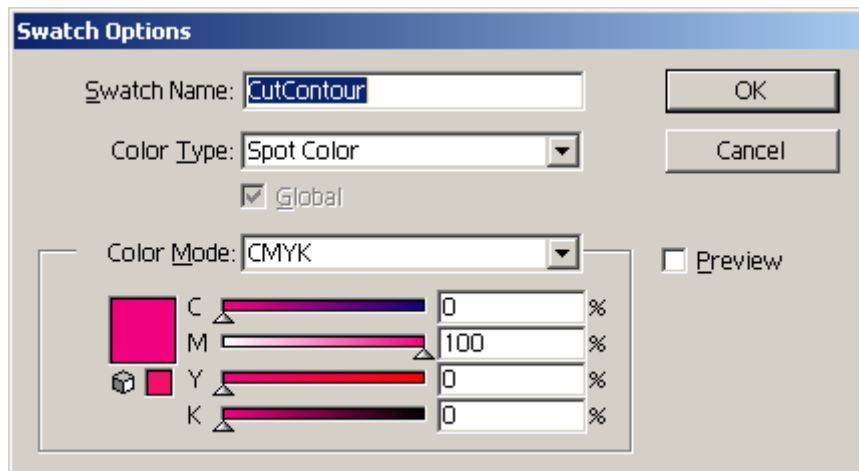 Swatch Options
Swatch Name: CutContour
OK
Color Type: Spot Color
Cancel
Global
Color Mode: CMYK
Preview
C 0 %
M 100 %
Y 0 %
K 0 %